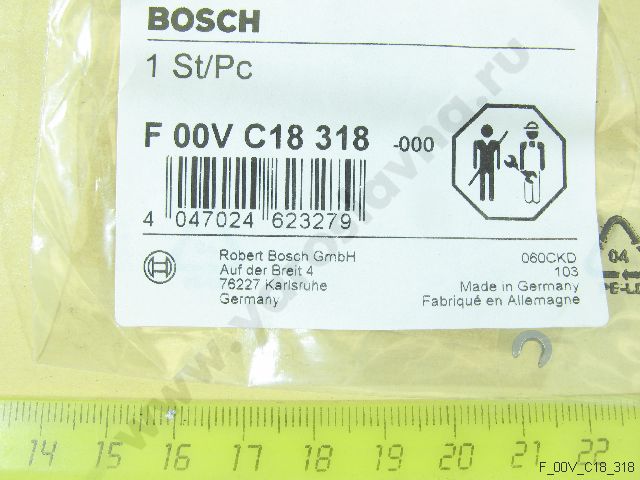 BOSCH
1 St/Pc
F 00V C18 318 -000
4 047024 623279
Robert Bosch GmbH
Auf der Breit 4
76227 Karlsruhe
Germany
060CKD
103
Made in Germany
Fabriqué en Allemagne
04
PE-LD
14 15 16 17 18 19 20 21 22
F_00V_C18_318